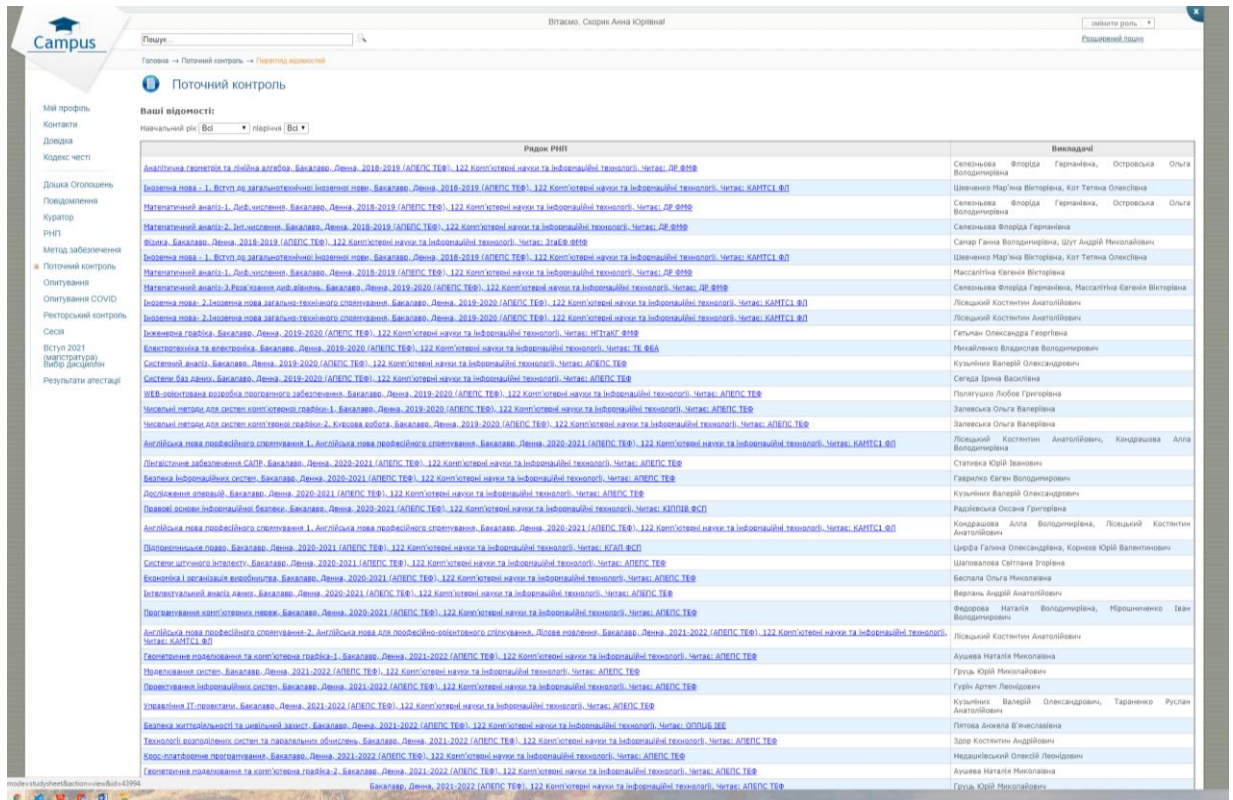 Вітаємо, Скорик Анна Юріївна!
змінити роль
x
Campus
Пошук...
Розширений пошук
Головна → Поточний контроль → Перегляд відомостей
Поточний контроль
Мій профіль
Контакти
Довідка
Кодекс честі
Дошка Оголошень
Повідомлення
Куратор
РНП
Метод забезпечення
Поточний контроль
Опитування
Опитування COVID
Ректорський контроль
Сесія
Вступ 2021
(магістратура)
Вибір дисциплін
Результати атестації
Ваші відомості:
Навчальний рік Всі півріччя Всі
Рядок РНП Викладачі
Аналітична геометрія та лінійна алгебра, Бакалавр, Денна, 2018-2019 (АПЕПС ТЕФ), 122 Комп'ютерні науки та інформаційні технології, Читає: ДР ФМФ Селезньова Флоріда Германівна, Островська Ольга
Володимирівна
Іноземна мова - 1. Вступ до загальнотехнічної іноземної мови, Бакалавр, Денна, 2018-2019 (АПЕПС ТЕФ), 122 Комп'ютерні науки та інформаційні технології, Читає: КАМТС1 ФЛ Шевченко Мар'яна Вікторівна, Кот Тетяна Олексіївна
Математичний аналіз-1. Диф.числення, Бакалавр, Денна, 2018-2019 (АПЕПС ТЕФ), 122 Комп'ютерні науки та інформаційні технології, Читає: ДР ФМФ Селезньова Флоріда Германівна, Островська Ольга
Володимирівна
Математичний аналіз-2. Інт.числення, Бакалавр, Денна, 2018-2019 (АПЕПС ТЕФ), 122 Комп'ютерні науки та інформаційні технології, Читає: ДР ФМФ Селезньова Флоріда Германівна
Фізика, Бакалавр, Денна, 2018-2019 (АПЕПС ТЕФ), 122 Комп'ютерні науки та інформаційні технології, Читає: ЗтаЕФ ФМФ Самар Ганна Володимирівна, Шут Андрій Миколайович
Іноземна мова - 1. Вступ до загальнотехнічної іноземної мови, Бакалавр, Денна, 2018-2019 (АПЕПС ТЕФ), 122 Комп'ютерні науки та інформаційні технології, Читає: КАМТС1 ФЛ Шевченко Мар'яна Вікторівна, Кот Тетяна Олексіївна
Математичний аналіз-1. Диф.числення, Бакалавр, Денна, 2018-2019 (АПЕПС ТЕФ), 122 Комп'ютерні науки та інформаційні технології, Читає: ДР ФМФ Массалітіна Євгенія Вікторівна
Математичний аналіз-3.Розв'язання диф.рівнянь, Бакалавр, Денна, 2019-2020 (АПЕПС ТЕФ), 122 Комп'ютерні науки та інформаційні технології, Читає: ДР ФМФ Селезньова Флоріда Германівна, Массалітіна Євгенія Вікторівна
Іноземна мова- 2.Іноземна мова загально-технічного спрямування, Бакалавр, Денна, 2019-2020 (АПЕПС ТЕФ), 122 Комп'ютерні науки та інформаційні технології, Читає: КАМТС1 ФЛ Лісецький Костянтин Анатолійович
Іноземна мова- 2.Іноземна мова загально-технічного спрямування, Бакалавр, Денна, 2019-2020 (АПЕПС ТЕФ), 122 Комп'ютерні науки та інформаційні технології, Читає: КАМТС1 ФЛ Лісецький Костянтин Анатолійович
Інженерна графіка, Бакалавр, Денна, 2019-2020 (АПЕПС ТЕФ), 122 Комп'ютерні науки та інформаційні технології, Читає: НГІтаКГ ФМФ Гетьман Олександра Георгіївна
Електротехніка та електроніка, Бакалавр, Денна, 2019-2020 (АПЕПС ТЕФ), 122 Комп'ютерні науки та інформаційні технології, Читає: ТЕ ФЕА Михайленко Владислав Володимирович
Системний аналіз, Бакалавр, Денна, 2019-2020 (АПЕПС ТЕФ), 122 Комп'ютерні науки та інформаційні технології, Читає: АПЕПС ТЕФ Кузьміних Валерій Олександрович
Системи баз даних, Бакалавр, Денна, 2019-2020 (АПЕПС ТЕФ), 122 Комп'ютерні науки та інформаційні технології, Читає: АПЕПС ТЕФ Сегеда Ірина Василівна
WEB-орієнтована розробка програмного забезпечення, Бакалавр, Денна, 2019-2020 (АПЕПС ТЕФ), 122 Комп'ютерні науки та інформаційні технології, Читає: АПЕПС ТЕФ Полягушко Любов Григорівна
Чисельні методи для систем комп'ютерної графіки-1, Бакалавр, Денна, 2019-2020 (АПЕПС ТЕФ), 122 Комп'ютерні науки та інформаційні технології, Читає: АПЕПС ТЕФ Залевська Ольга Валеріївна
Чисельні методи для систем комп'ютерної графіки-2. Курсова робота, Бакалавр, Денна, 2019-2020 (АПЕПС ТЕФ), 122 Комп'ютерні науки та інформаційні технології, Читає: АПЕПС ТЕФ Залевська Ольга Валеріївна
Англійська мова професійного спрямування 1. Англійська мова професійного спрямування, Бакалавр, Денна, 2020-2021 (АПЕПС ТЕФ), 122 Комп'ютерні науки та інформаційні технології, Читає: КАМТС1 ФЛ Лісецький Костянтин Анатолійович, Кондрашова Алла
Володимирівна
Лінгвістичне забезпечення САПР, Бакалавр, Денна, 2020-2021 (АПЕПС ТЕФ), 122 Комп'ютерні науки та інформаційні технології, Читає: АПЕПС ТЕФ Стативка Юрій Іванович
Безпека інформаційних систем, Бакалавр, Денна, 2020-2021 (АПЕПС ТЕФ), 122 Комп'ютерні науки та інформаційні технології, Читає: АПЕПС ТЕФ Гаврилко Євген Володимирович
Дослідження операцій, Бакалавр, Денна, 2020-2021 (АПЕПС ТЕФ), 122 Комп'ютерні науки та інформаційні технології, Читає: АПЕПС ТЕФ Кузьміних Валерій Олександрович
Правові основи інформаційної безпеки, Бакалавр, Денна, 2020-2021 (АПЕПС ТЕФ), 122 Комп'ютерні науки та інформаційні технології, Читає: КІППІВ ФСП Радзієвська Оксана Григорівна
Англійська мова професійного спрямування 1. Англійська мова професійного спрямування, Бакалавр, Денна, 2020-2021 (АПЕПС ТЕФ), 122 Комп'ютерні науки та інформаційні технології, Читає: КАМТС1 ФЛ Кондрашова Алла Володимирівна, Лісецький Костянтин
Анатолійович
Підприємницьке право, Бакалавр, Денна, 2020-2021 (АПЕПС ТЕФ), 122 Комп'ютерні науки та інформаційні технології, Читає: КГАП ФСП Цирфа Галина Олександрівна, Корнєєв Юрій Валентинович
Системи штучного інтелекту, Бакалавр, Денна, 2020-2021 (АПЕПС ТЕФ), 122 Комп'ютерні науки та інформаційні технології, Читає: АПЕПС ТЕФ Шаповалова Світлана Ігорівна
Економіка і організація виробництва, Бакалавр, Денна, 2020-2021 (АПЕПС ТЕФ), 122 Комп'ютерні науки та інформаційні технології, Читає: АПЕПС ТЕФ Беспала Ольга Миколаївна
Інтелектуальний аналіз даних, Бакалавр, Денна, 2020-2021 (АПЕПС ТЕФ), 122 Комп'ютерні науки та інформаційні технології, Читає: АПЕПС ТЕФ Верлань Андрій Анатолійович
Програмування комп'ютерних мереж, Бакалавр, Денна, 2020-2021 (АПЕПС ТЕФ), 122 Комп'ютерні науки та інформаційні технології, Читає: АПЕПС ТЕФ Федорова Наталія Володимирівна, Мірошниченко Іван
Володимирович
Англійська мова професійного спрямування-2. Англійська мова для професійно-орієнтовного спілкування, Ділове мовлення, Бакалавр, Денна, 2021-2022 (АПЕПС ТЕФ), 122 Комп'ютерні науки та інформаційні технології,
Читає: КАМТС1 ФЛ Лісецький Костянтин Анатолійович
Геометричне моделювання та комп'ютерна графіка-1, Бакалавр, Денна, 2021-2022 (АПЕПС ТЕФ), 122 Комп'ютерні науки та інформаційні технології, Читає: АПЕПС ТЕФ Аушева Наталія Миколаївна
Моделювання систем, Бакалавр, Денна, 2021-2022 (АПЕПС ТЕФ), 122 Комп'ютерні науки та інформаційні технології, Читає: АПЕПС ТЕФ Груць Юрій Миколайович
Проектування інформаційних систем, Бакалавр, Денна, 2021-2022 (АПЕПС ТЕФ), 122 Комп'ютерні науки та інформаційні технології, Читає: АПЕПС ТЕФ Гурін Артем Леонідович
Управління ІТ-проектами, Бакалавр, Денна, 2021-2022 (АПЕПС ТЕФ), 122 Комп'ютерні науки та інформаційні технології, Читає: АПЕПС ТЕФ Кузьміних Валерій Олександрович, Тараненко Руслан
Анатолійович
Безпека життєдіяльності та цивільний захист, Бакалавр, Денна, 2021-2022 (АПЕПС ТЕФ), 122 Комп'ютерні науки та інформаційні технології, Читає: ОППЦБ ІЕЕ Пятова Анжела В'ячеславівна
Технології розподілених систем та паралельних обчислень, Бакалавр, Денна, 2021-2022 (АПЕПС ТЕФ), 122 Комп'ютерні науки та інформаційні технології, Читає: АПЕПС ТЕФ Здор Костянтин Андрійович
Крос-платформне програмування, Бакалавр, Денна, 2021-2022 (АПЕПС ТЕФ), 122 Комп'ютерні науки та інформаційні технології, Читає: АПЕПС ТЕФ Недашківський Олексій Леонідович
Геометричне моделювання та комп'ютерна графіка-2, Бакалавр, Денна, 2021-2022 (АПЕПС ТЕФ), 122 Комп'ютерні науки та інформаційні технології, Читає: АПЕПС ТЕФ Аушева Наталія Миколаївна
mode=studysheet&action=view&id=43994
Бакалавр, Денна, 2021-2022 (АПЕПС ТЕФ), 122 Комп'ютерні науки та інформаційні технології, Читає: АПЕПС ТЕФ Груць Юрій Миколайович